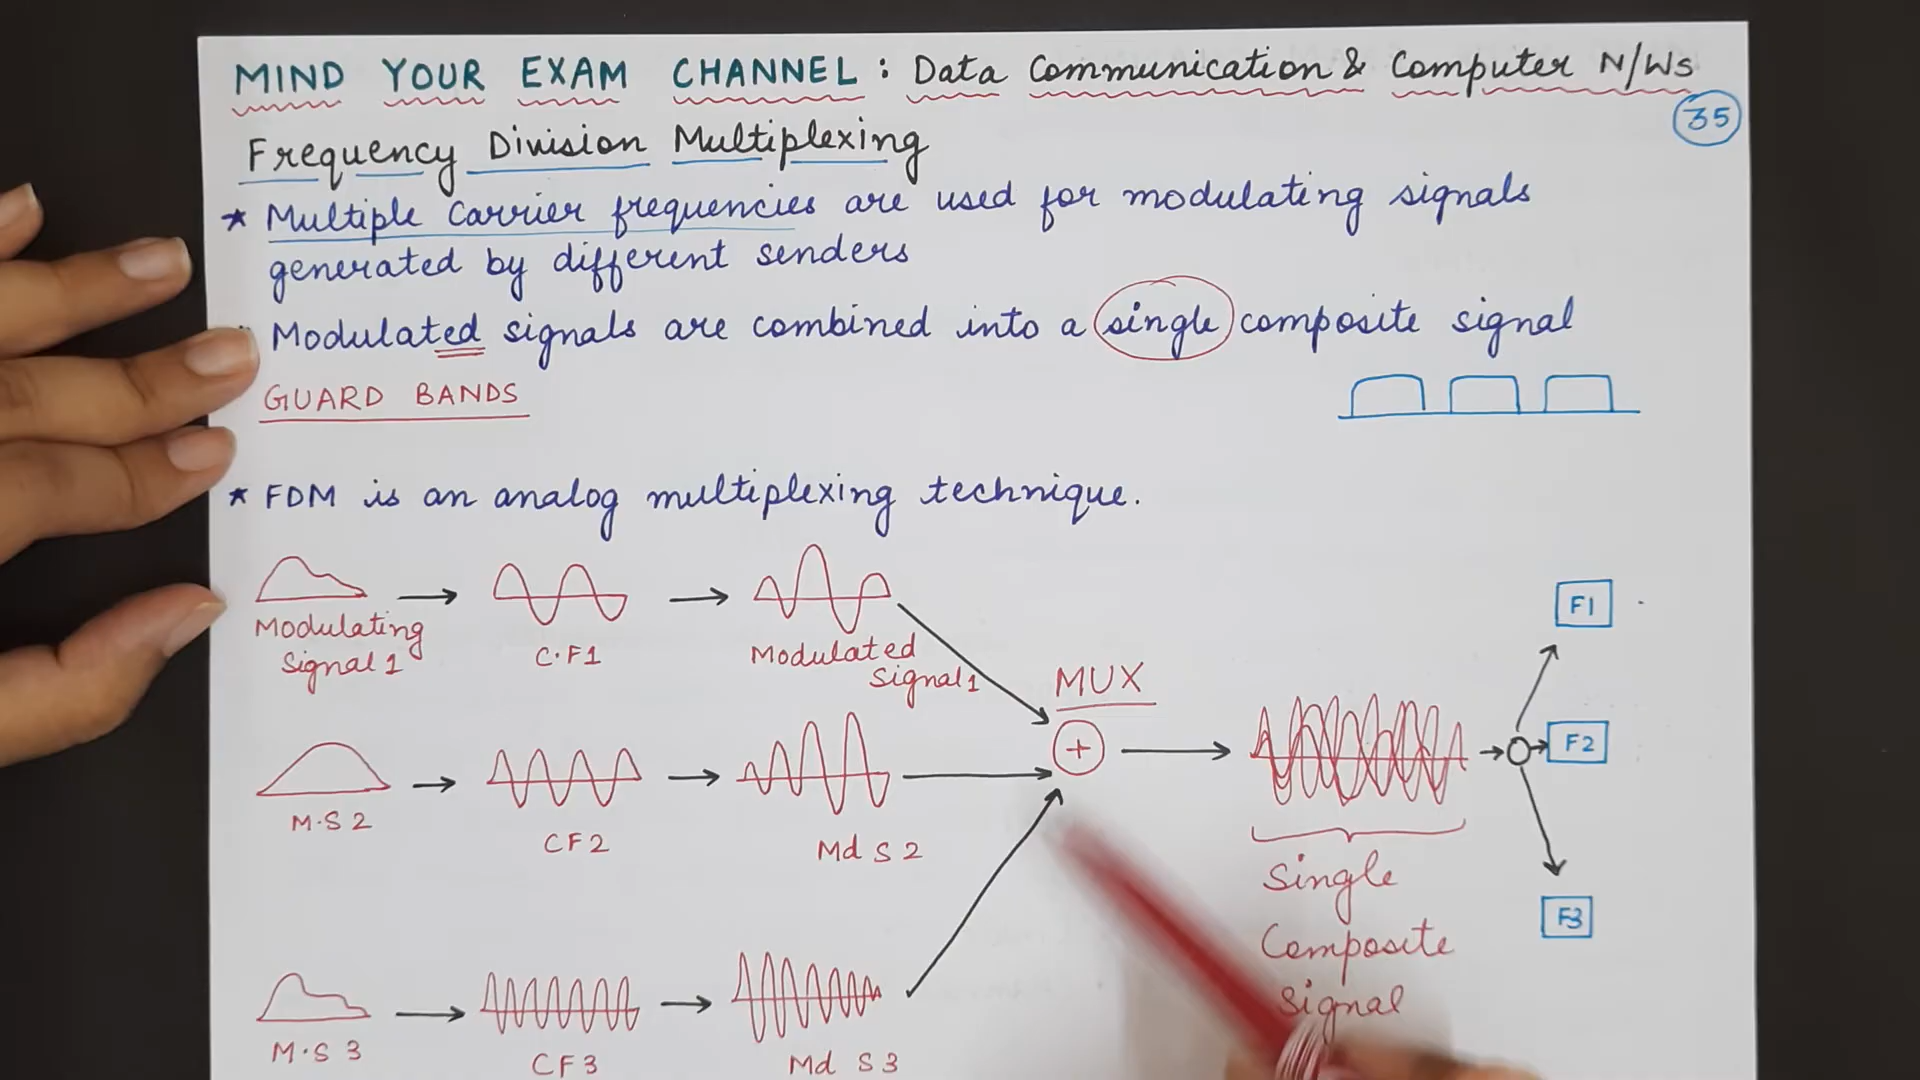 MIND YOUR EXAM CHANNEL : Data Communication & Computer N/Ws
35
Frequency Division Multiplexing
★ Multiple Carrier frequencies are used for modulating signals
generated by different senders
Modulated signals are combined into a single composite signal
GUARD BANDS
★ FDM is an analog multiplexing technique.
Modulating
Signal 1
C.F1
Modulated
Signal 1
MUX
+
F1
F2
F3
M.S 2
CF2
Md S 2
Single
Composite
Signal
M.S 3
CF3
Md S3